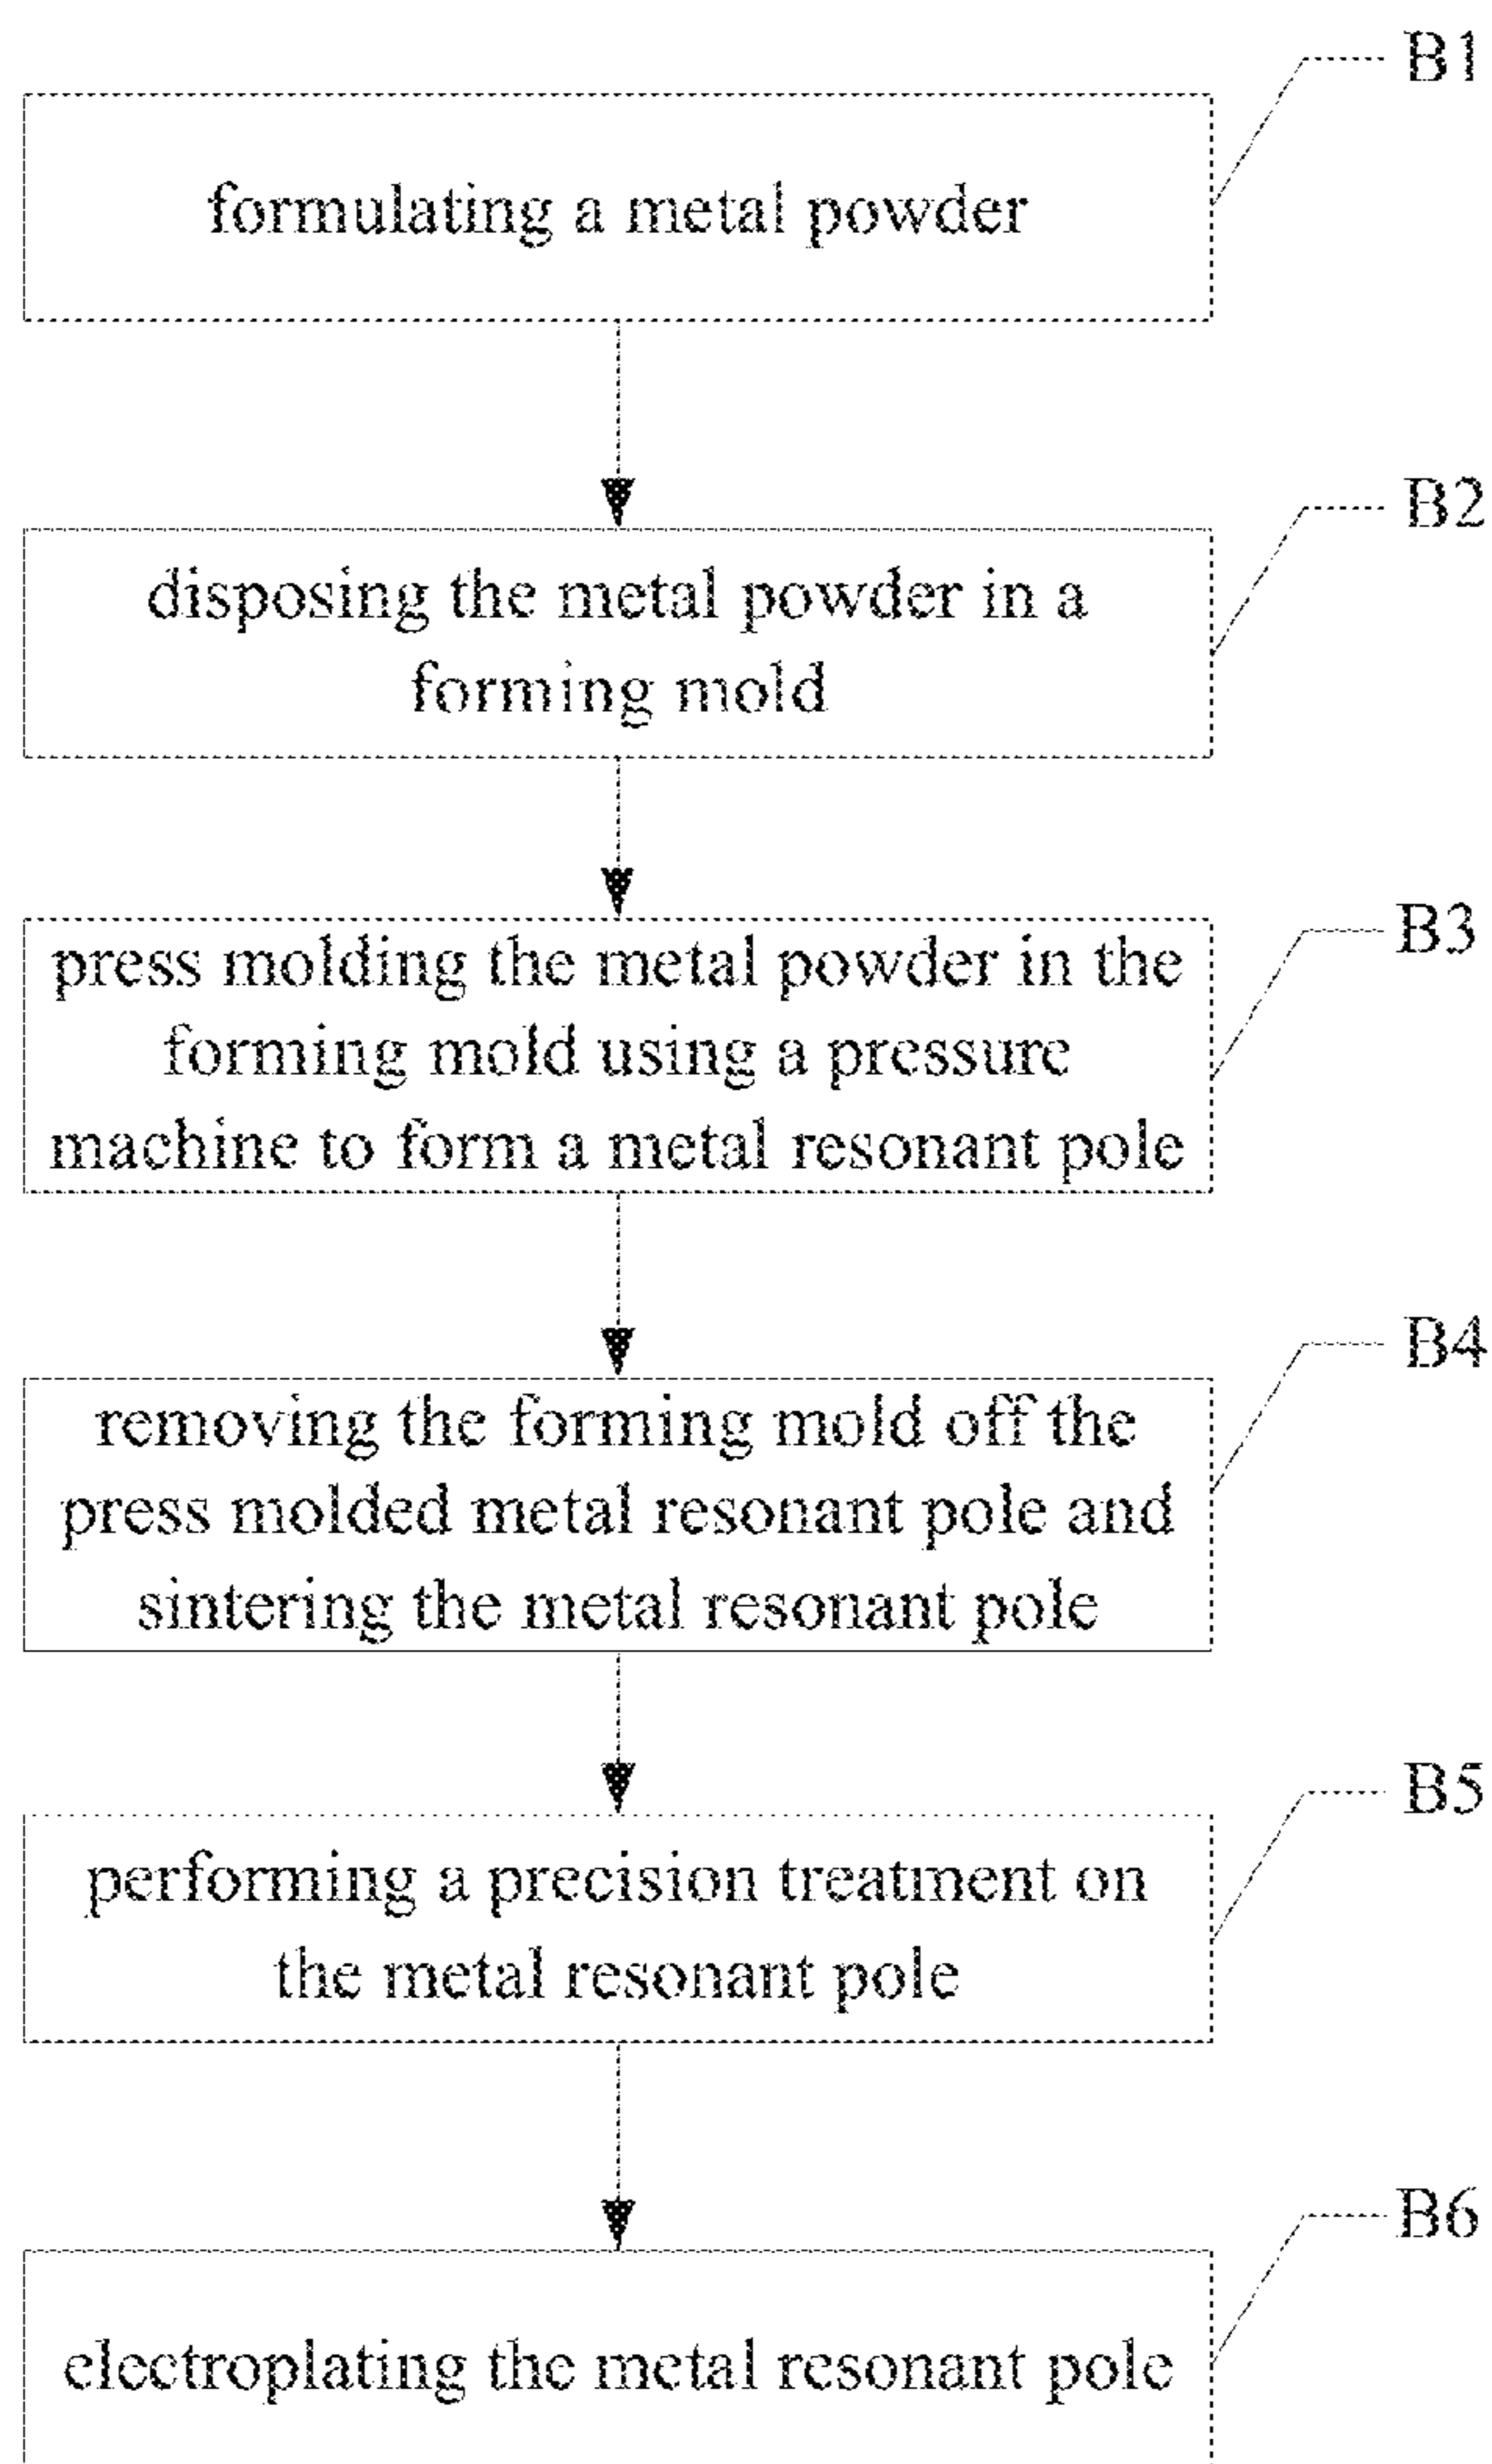 B1
formulating a metal powder
B2
disposing the metal powder in a
forming mold
B3
press molding the metal powder in the
forming mold using a pressure
machine to form a metal resonant pole
B4
removing the forming mold off the
press molded metal resonant pole and
sintering the metal resonant pole
B5
performing a precision treatment on
the metal resonant pole
B6
electroplating the metal resonant pole